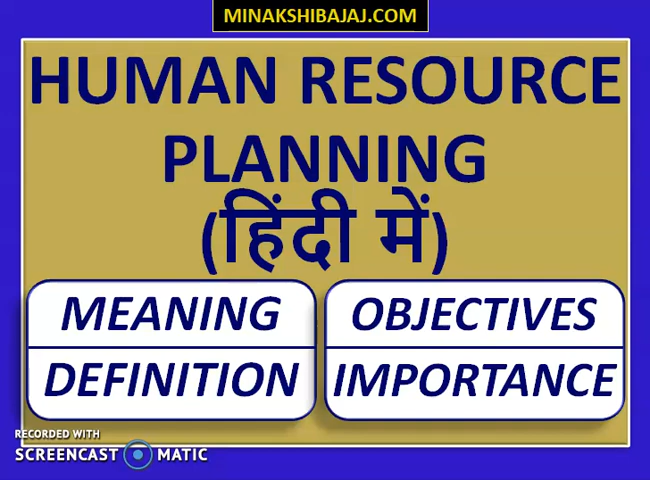 MINAKSHIBAJAJ.COM
HUMAN RESOURCE
PLANNING
(हिंदी में)
MEANING
DEFINITION
OBJECTIVES
IMPORTANCE
RECORDED WITH
SCREENCAST MATIC